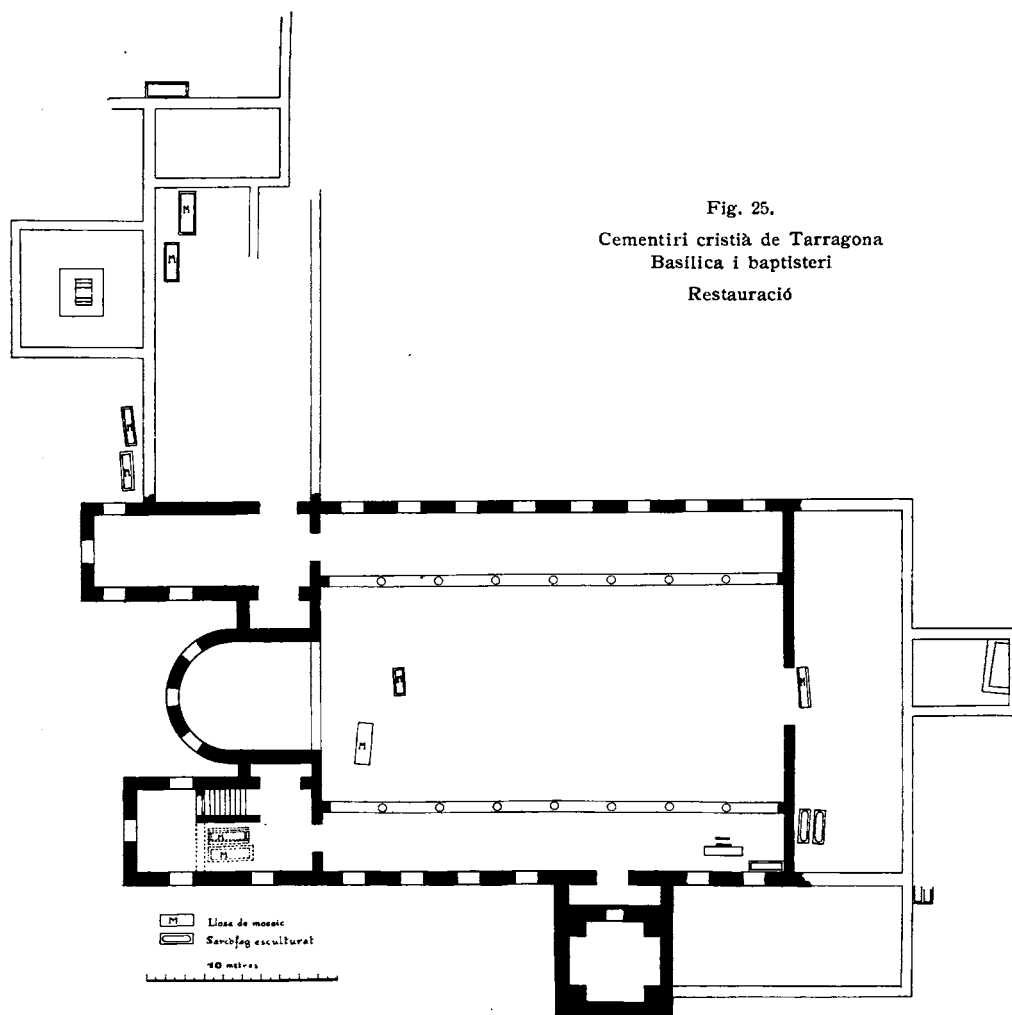 Fig. 25.
Cementiri cristià de Tarragona
Basílica i baptisteri
Restauració
M
M
M
M
M
M
M
M
M
M Llosa de mosaic
Sarcòfag esculturat
10 metres